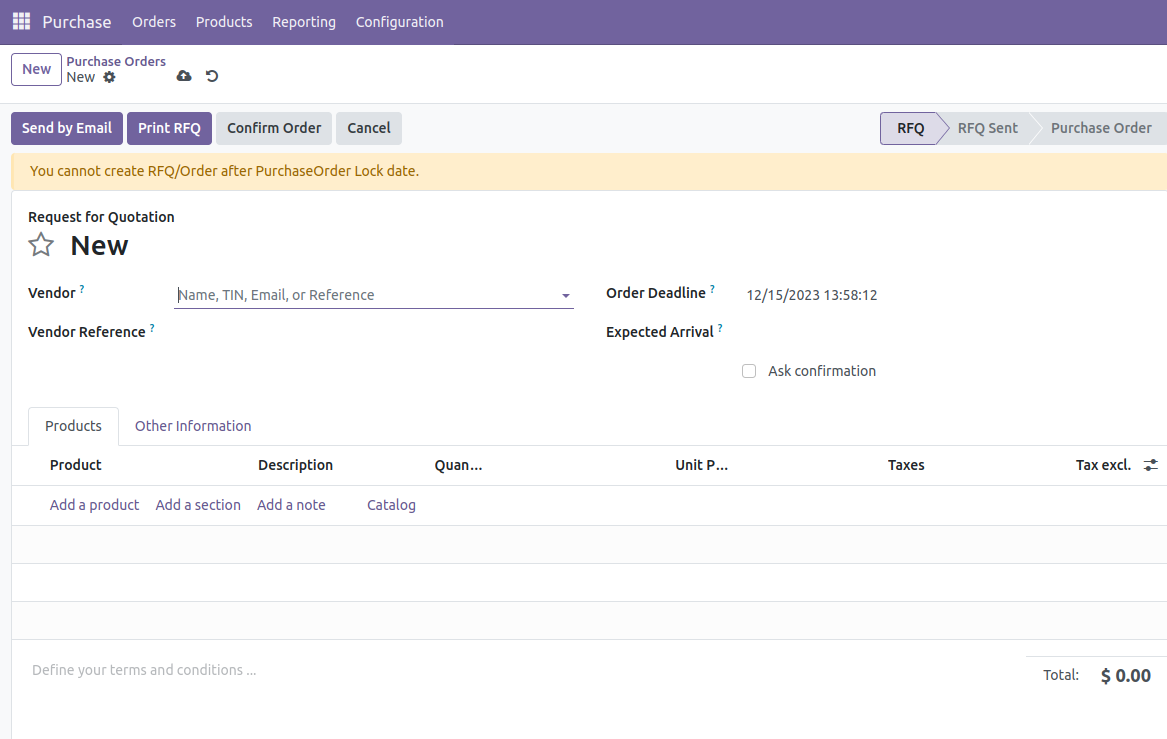 Purchase Orders Products Reporting Configuration
New Purchase Orders
New
Send by Email Print RFQ Confirm Order Cancel RFQ RFQ Sent Purchase Order
You cannot create RFQ/Order after PurchaseOrder Lock date.
Request for Quotation
New
Vendor ? Name, TIN, Email, or Reference Order Deadline ? 12/15/2023 13:58:12
Vendor Reference ? Expected Arrival ?
Ask confirmation
Products Other Information
Product Description Quan... Unit P... Taxes Tax excl.
Add a product Add a section Add a note Catalog
Define your terms and conditions ...
Total: $ 0.00